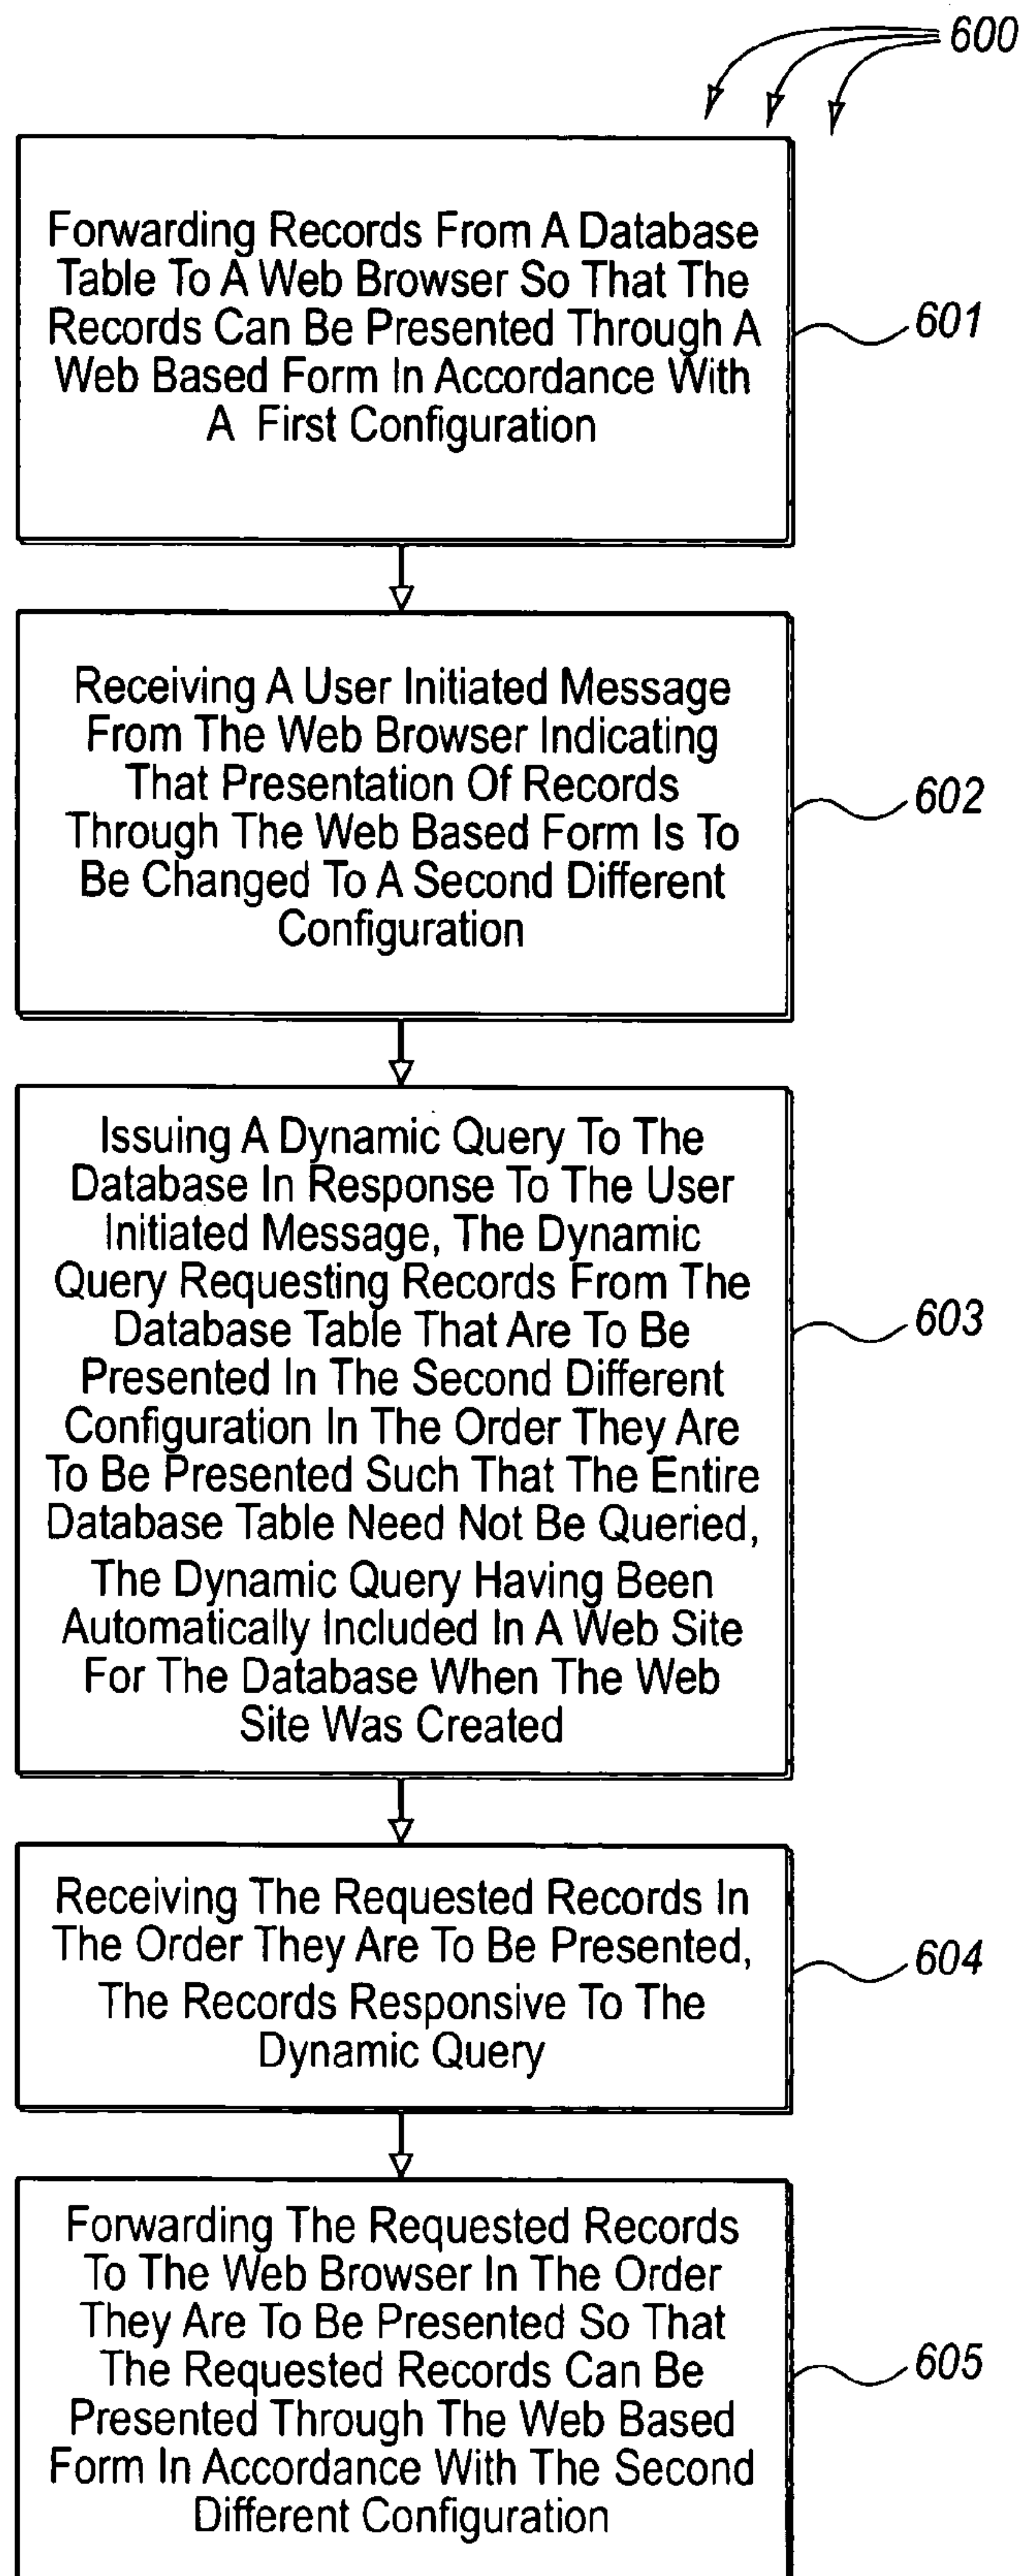 600
Forwarding Records From A Database
Table To A Web Browser So That The
Records Can Be Presented Through A
Web Based Form In Accordance With
A First Configuration
601
Receiving A User Initiated Message
From The Web Browser Indicating
That Presentation Of Records
Through The Web Based Form Is To
Be Changed To A Second Different
Configuration
602
Issuing A Dynamic Query To The
Database In Response To The User
Initiated Message, The Dynamic
Query Requesting Records From The
Database Table That Are To Be
Presented In The Second Different
Configuration In The Order They Are
To Be Presented Such That The Entire
Database Table Need Not Be Queried,
The Dynamic Query Having Been
Automatically Included In A Web Site
For The Database When The Web
Site Was Created
603
Receiving The Requested Records In
The Order They Are To Be Presented,
The Records Responsive To The
Dynamic Query
604
Forwarding The Requested Records
To The Web Browser In The Order
They Are To Be Presented So That
The Requested Records Can Be
Presented Through The Web Based
Form In Accordance With The Second
Different Configuration
605